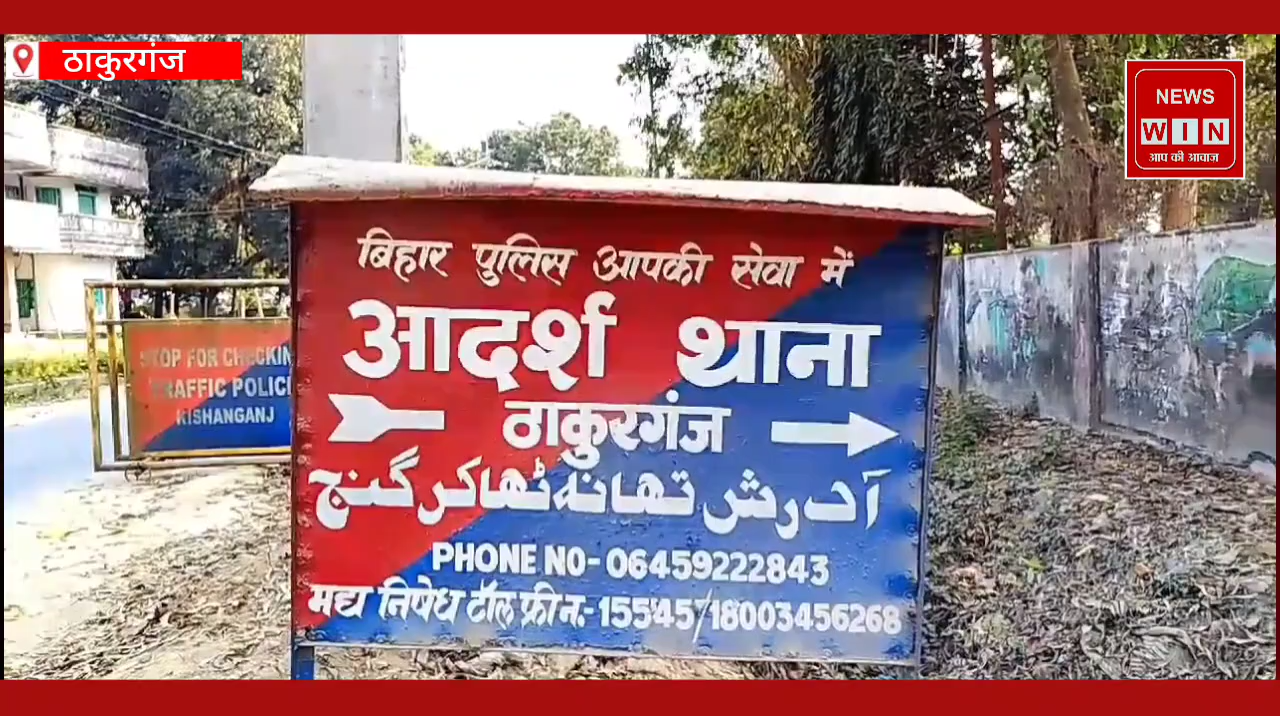 ठाकुरगंज
NEWS
WIN
आप की आवाज
बिहार पुलिस आपकी सेवा में
आदर्श थाना
ठाकुरगंज
آدرش تھانہ ٹھاکر گنج
PHONE NO- 06459222843
मद्य निषेध टॉल फ्री नं:- 15545/18003456268
STOP FOR CHECKIN
TRAFFIC POLIC
KISHANGANJ